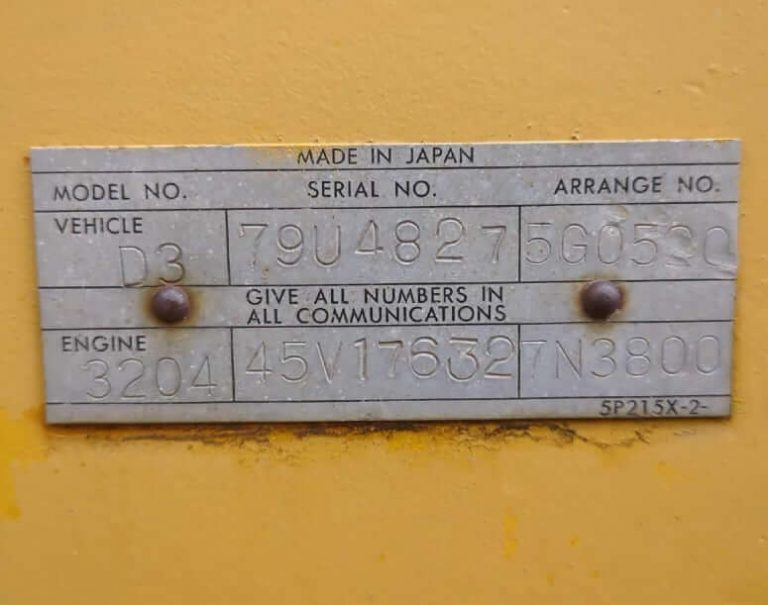 MADE IN JAPAN
MODEL NO. SERIAL NO. ARRANGE NO.
VEHICLE
D3 79U4827
GIVE ALL NUMBERS IN
ALL COMMUNICATIONS
ENGINE
3204 45V17632 7N3800
5P215X-2-